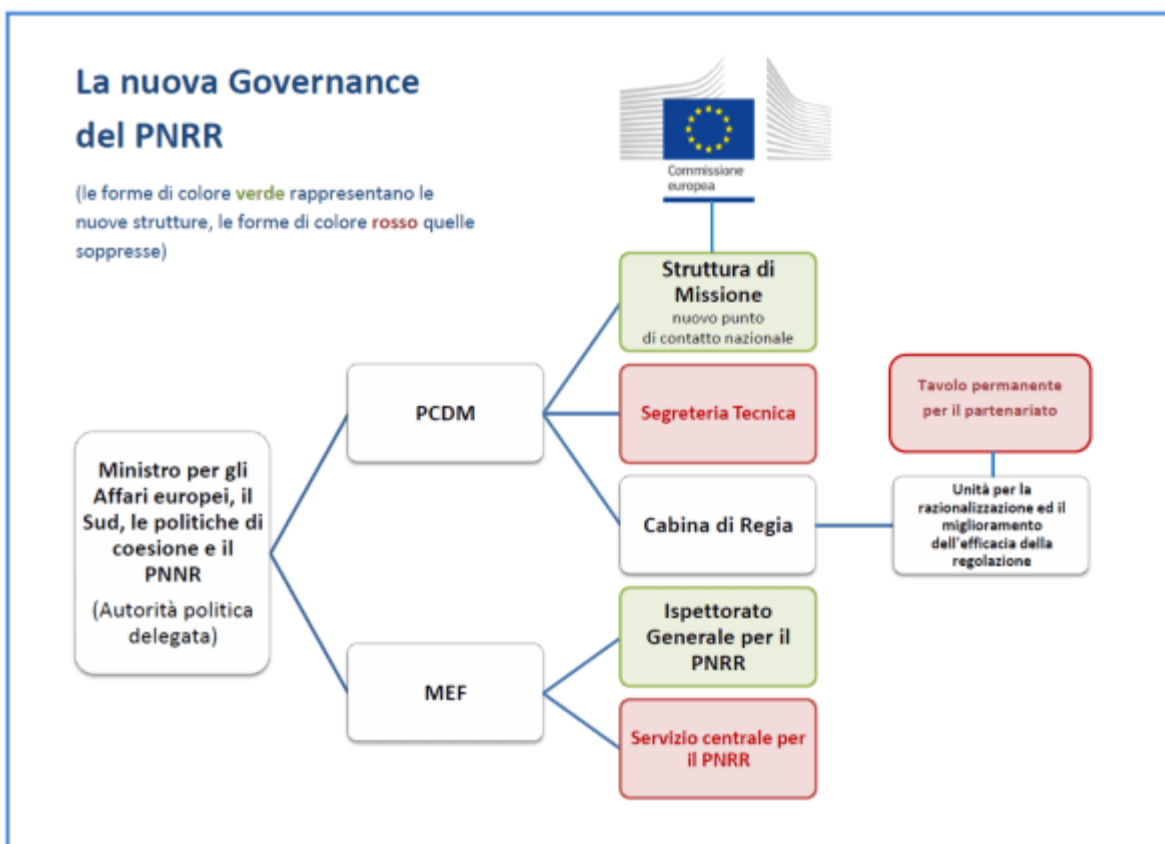 La nuova Governance
del PNRR
(le forme di colore verde rappresentano le
nuove strutture, le forme di colore rosso quelle
soppresse)
Commissione
europea
Struttura di
Missione
nuovo punto
di contatto nazionale
PCDM
Segreteria Tecnica
Tavolo permanente
per il partenariato
Ministro per gli
Affari europei, il
Sud, le politiche di
coesione e il
PNNR
(Autorità politica
delegata)
Cabina di Regia
Unità per la
razionalizzazione ed il
miglioramento
dell'efficacia della
regolazione
Ispettorato
Generale per il
PNRR
MEF
Servizio centrale per
il PNRR